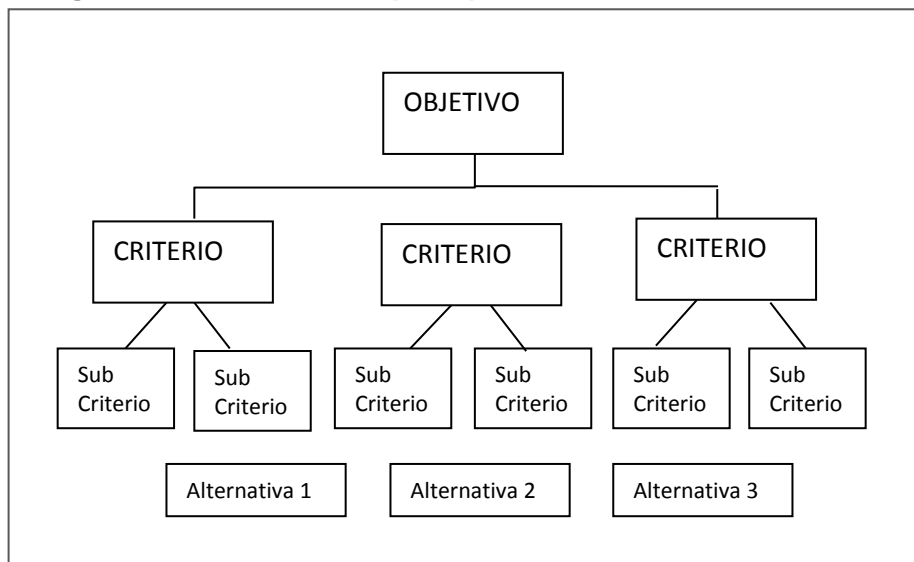 OBJETIVO
CRITERIO
CRITERIO
CRITERIO
Sub
Criterio
Sub
Criterio
Sub
Criterio
Sub
Criterio
Sub
Criterio
Sub
Criterio
Alternativa 1
Alternativa 2
Alternativa 3